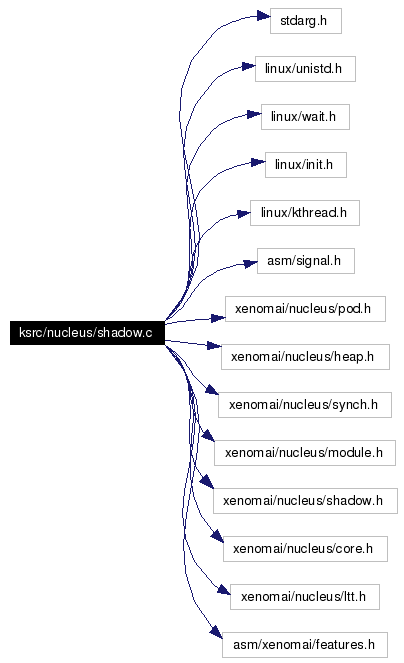 stdarg.h
linux/unistd.h
linux/wait.h
linux/init.h
linux/kthread.h
asm/signal.h
xenomai/nucleus/pod.h
ksrc/nucleus/shadow.c
xenomai/nucleus/heap.h
xenomai/nucleus/synch.h
xenomai/nucleus/module.h
xenomai/nucleus/shadow.h
xenomai/nucleus/core.h
xenomai/nucleus/ltt.h
asm/xenomai/features.h